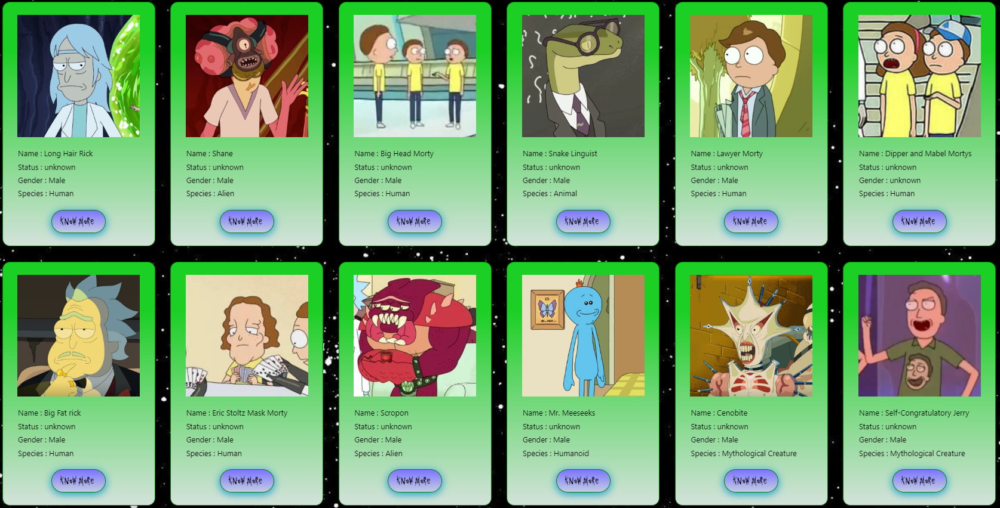 Name : Long Hair Rick
Status : unknown
Gender : Male
Species : Human
KNOW MORE
Name : Shane
Status : unknown
Gender : Male
Species : Alien
KNOW MORE
Name : Big Head Morty
Status : unknown
Gender : Male
Species : Human
KNOW MORE
Name : Snake Linguist
Status : unknown
Gender : Male
Species : Animal
KNOW MORE
Name : Lawyer Morty
Status : unknown
Gender : Male
Species : Human
KNOW MORE
Name : Dipper and Mabel Mortys
Status : unknown
Gender : unknown
Species : Human
KNOW MORE
Name : Big Fat rick
Status : unknown
Gender : Male
Species : Human
KNOW MORE
Name : Eric Stoltz Mask Morty
Status : unknown
Gender : Male
Species : Human
KNOW MORE
Name : Scropon
Status : unknown
Gender : Male
Species : Alien
KNOW MORE
Name : Mr. Meeseeks
Status : unknown
Gender : Male
Species : Humanoid
KNOW MORE
Name : Cenobite
Status : unknown
Gender : Male
Species : Mythological Creature
KNOW MORE
Name : Self-Congratulatory Jerry
Status : unknown
Gender : Male
Species : Mythological Creature
KNOW MORE